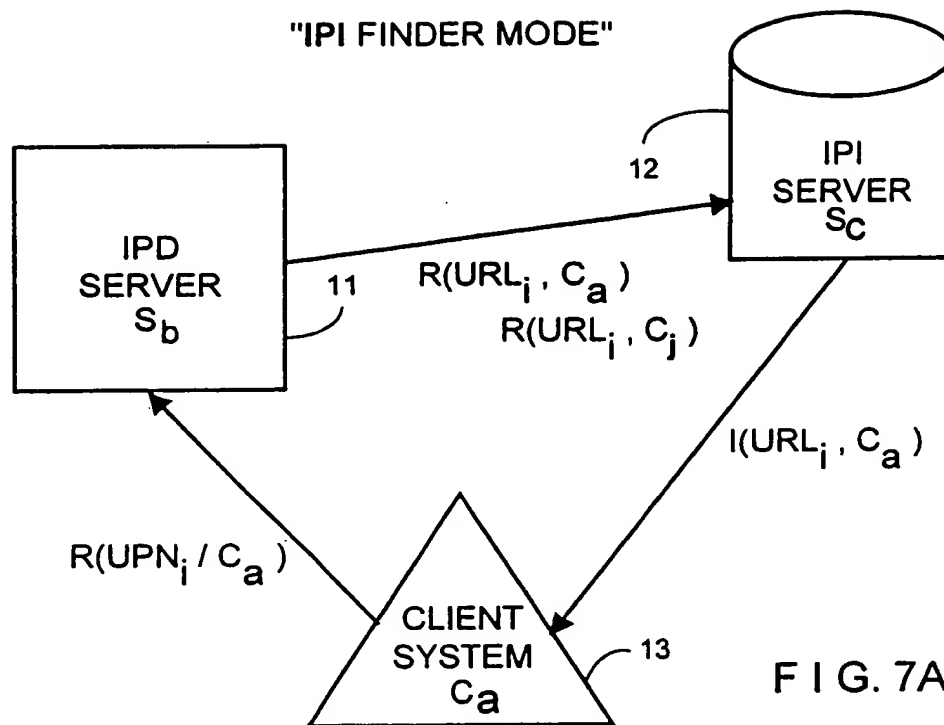 "IPI FINDER MODE"
12
IPI
SERVER
Sc
IPD
SERVER
Sb
11
R(URLi , Ca )
R(URLi , Cj )
I(URLi , Ca )
R(UPNi / Ca )
CLIENT
SYSTEM
Ca
13
F I G. 7A